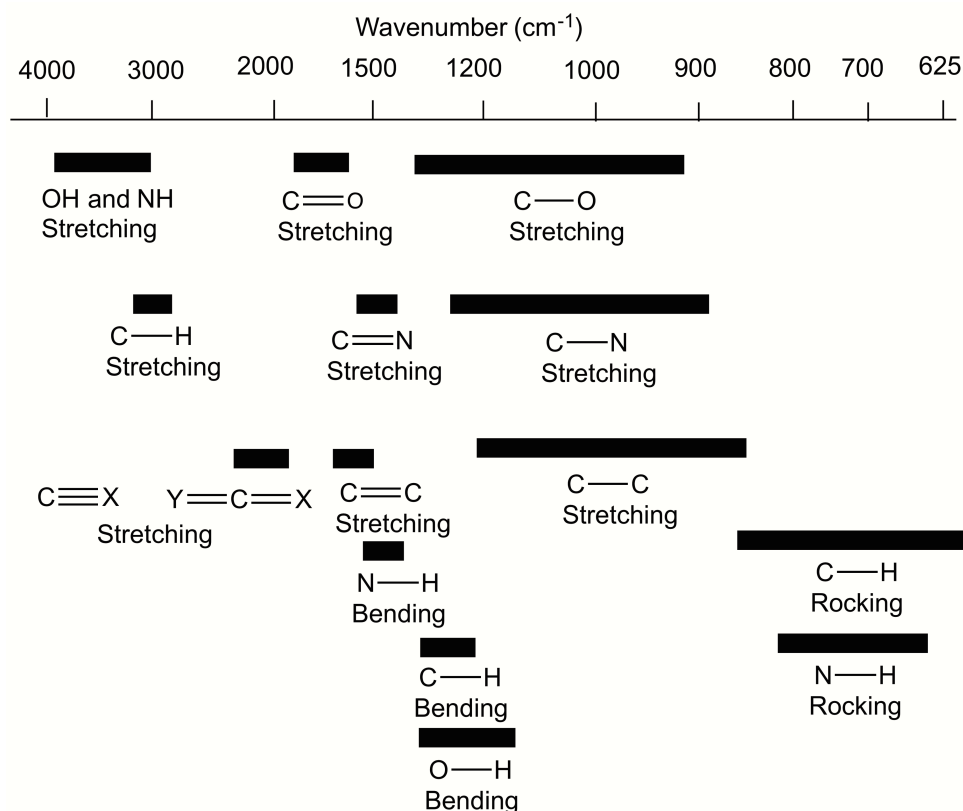 Wavenumber (cm-1)
4000 3000 2000 1500 1200 1000 900 800 700 625
OH and NH
Stretching
C=O
Stretching
C—O
Stretching
C—H
Stretching
C=N
Stretching
C—N
Stretching
C≡X Y=C=X
Stretching
C=C
Stretching
C—C
Stretching
N—H
Bending
C—H
Rocking
C—H
Bending
N—H
Rocking
O—H
Bending